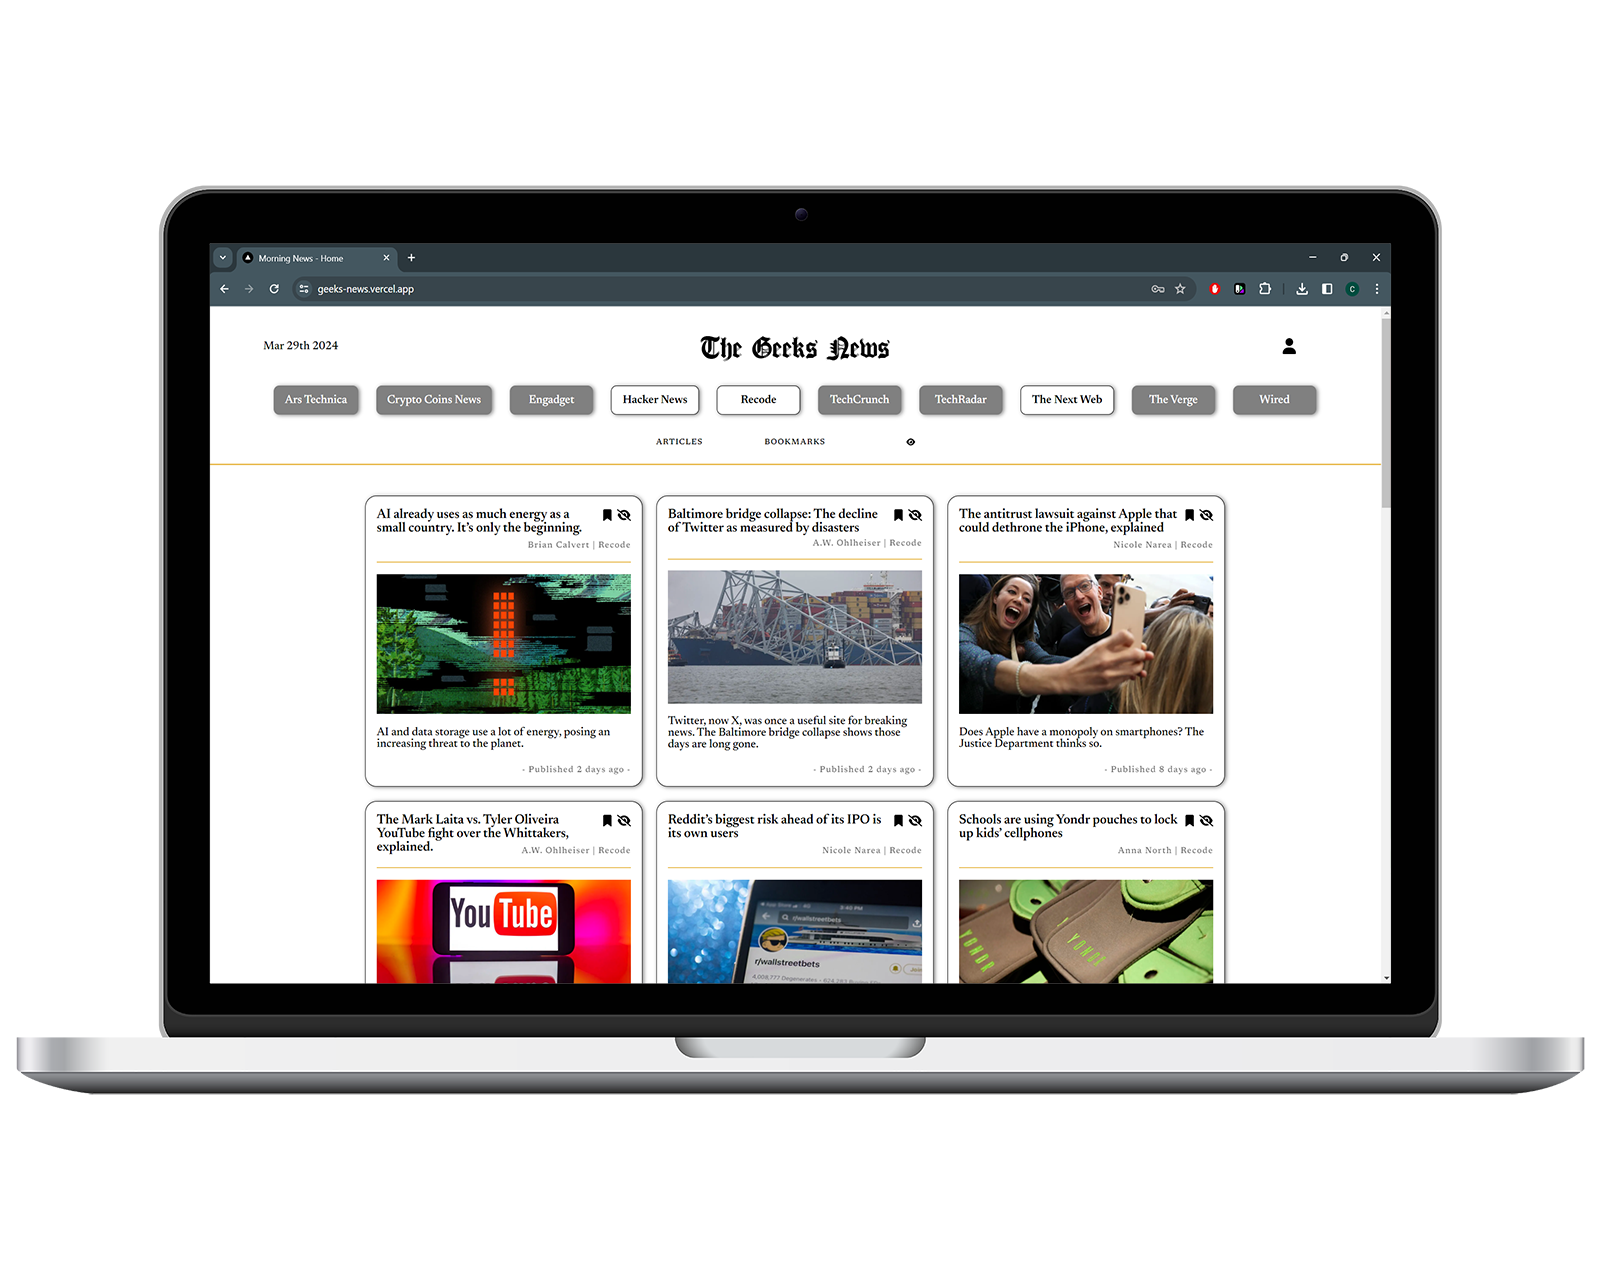 Morning News - Home
geeks-news.vercel.app
C
Mar 29th 2024
The Geeks News
Ars Technica
Crypto Coins News
Engadget
Hacker News
Recode
TechCrunch
TechRadar
The Next Web
The Verge
Wired
ARTICLES
BOOKMARKS
AI already uses as much energy as a
small country. It’s only the beginning.
Brian Calvert | Recode
AI and data storage use a lot of energy, posing an
increasing threat to the planet.
- Published 2 days ago -
Baltimore bridge collapse: The decline
of Twitter as measured by disasters
A.W. Ohlheiser | Recode
Twitter, now X, was once a useful site for breaking
news. The Baltimore bridge collapse shows those
days are long gone.
- Published 2 days ago -
The antitrust lawsuit against Apple that
could dethrone the iPhone, explained
Nicole Narea | Recode
Does Apple have a monopoly on smartphones? The
Justice Department thinks so.
- Published 8 days ago -
The Mark Laita vs. Tyler Oliveira
YouTube fight over the Whittakers,
explained.
A.W. Ohlheiser | Recode
YouTube
Reddit’s biggest risk ahead of its IPO is
its own users
Nicole Narea | Recode
App Store 4G
3:40 PM
r/wallstreetbets
r/wallstreetbets
Schools are using Yondr pouches to lock
up kids’ cellphones
Anna North | Recode
YONDR
YONDR